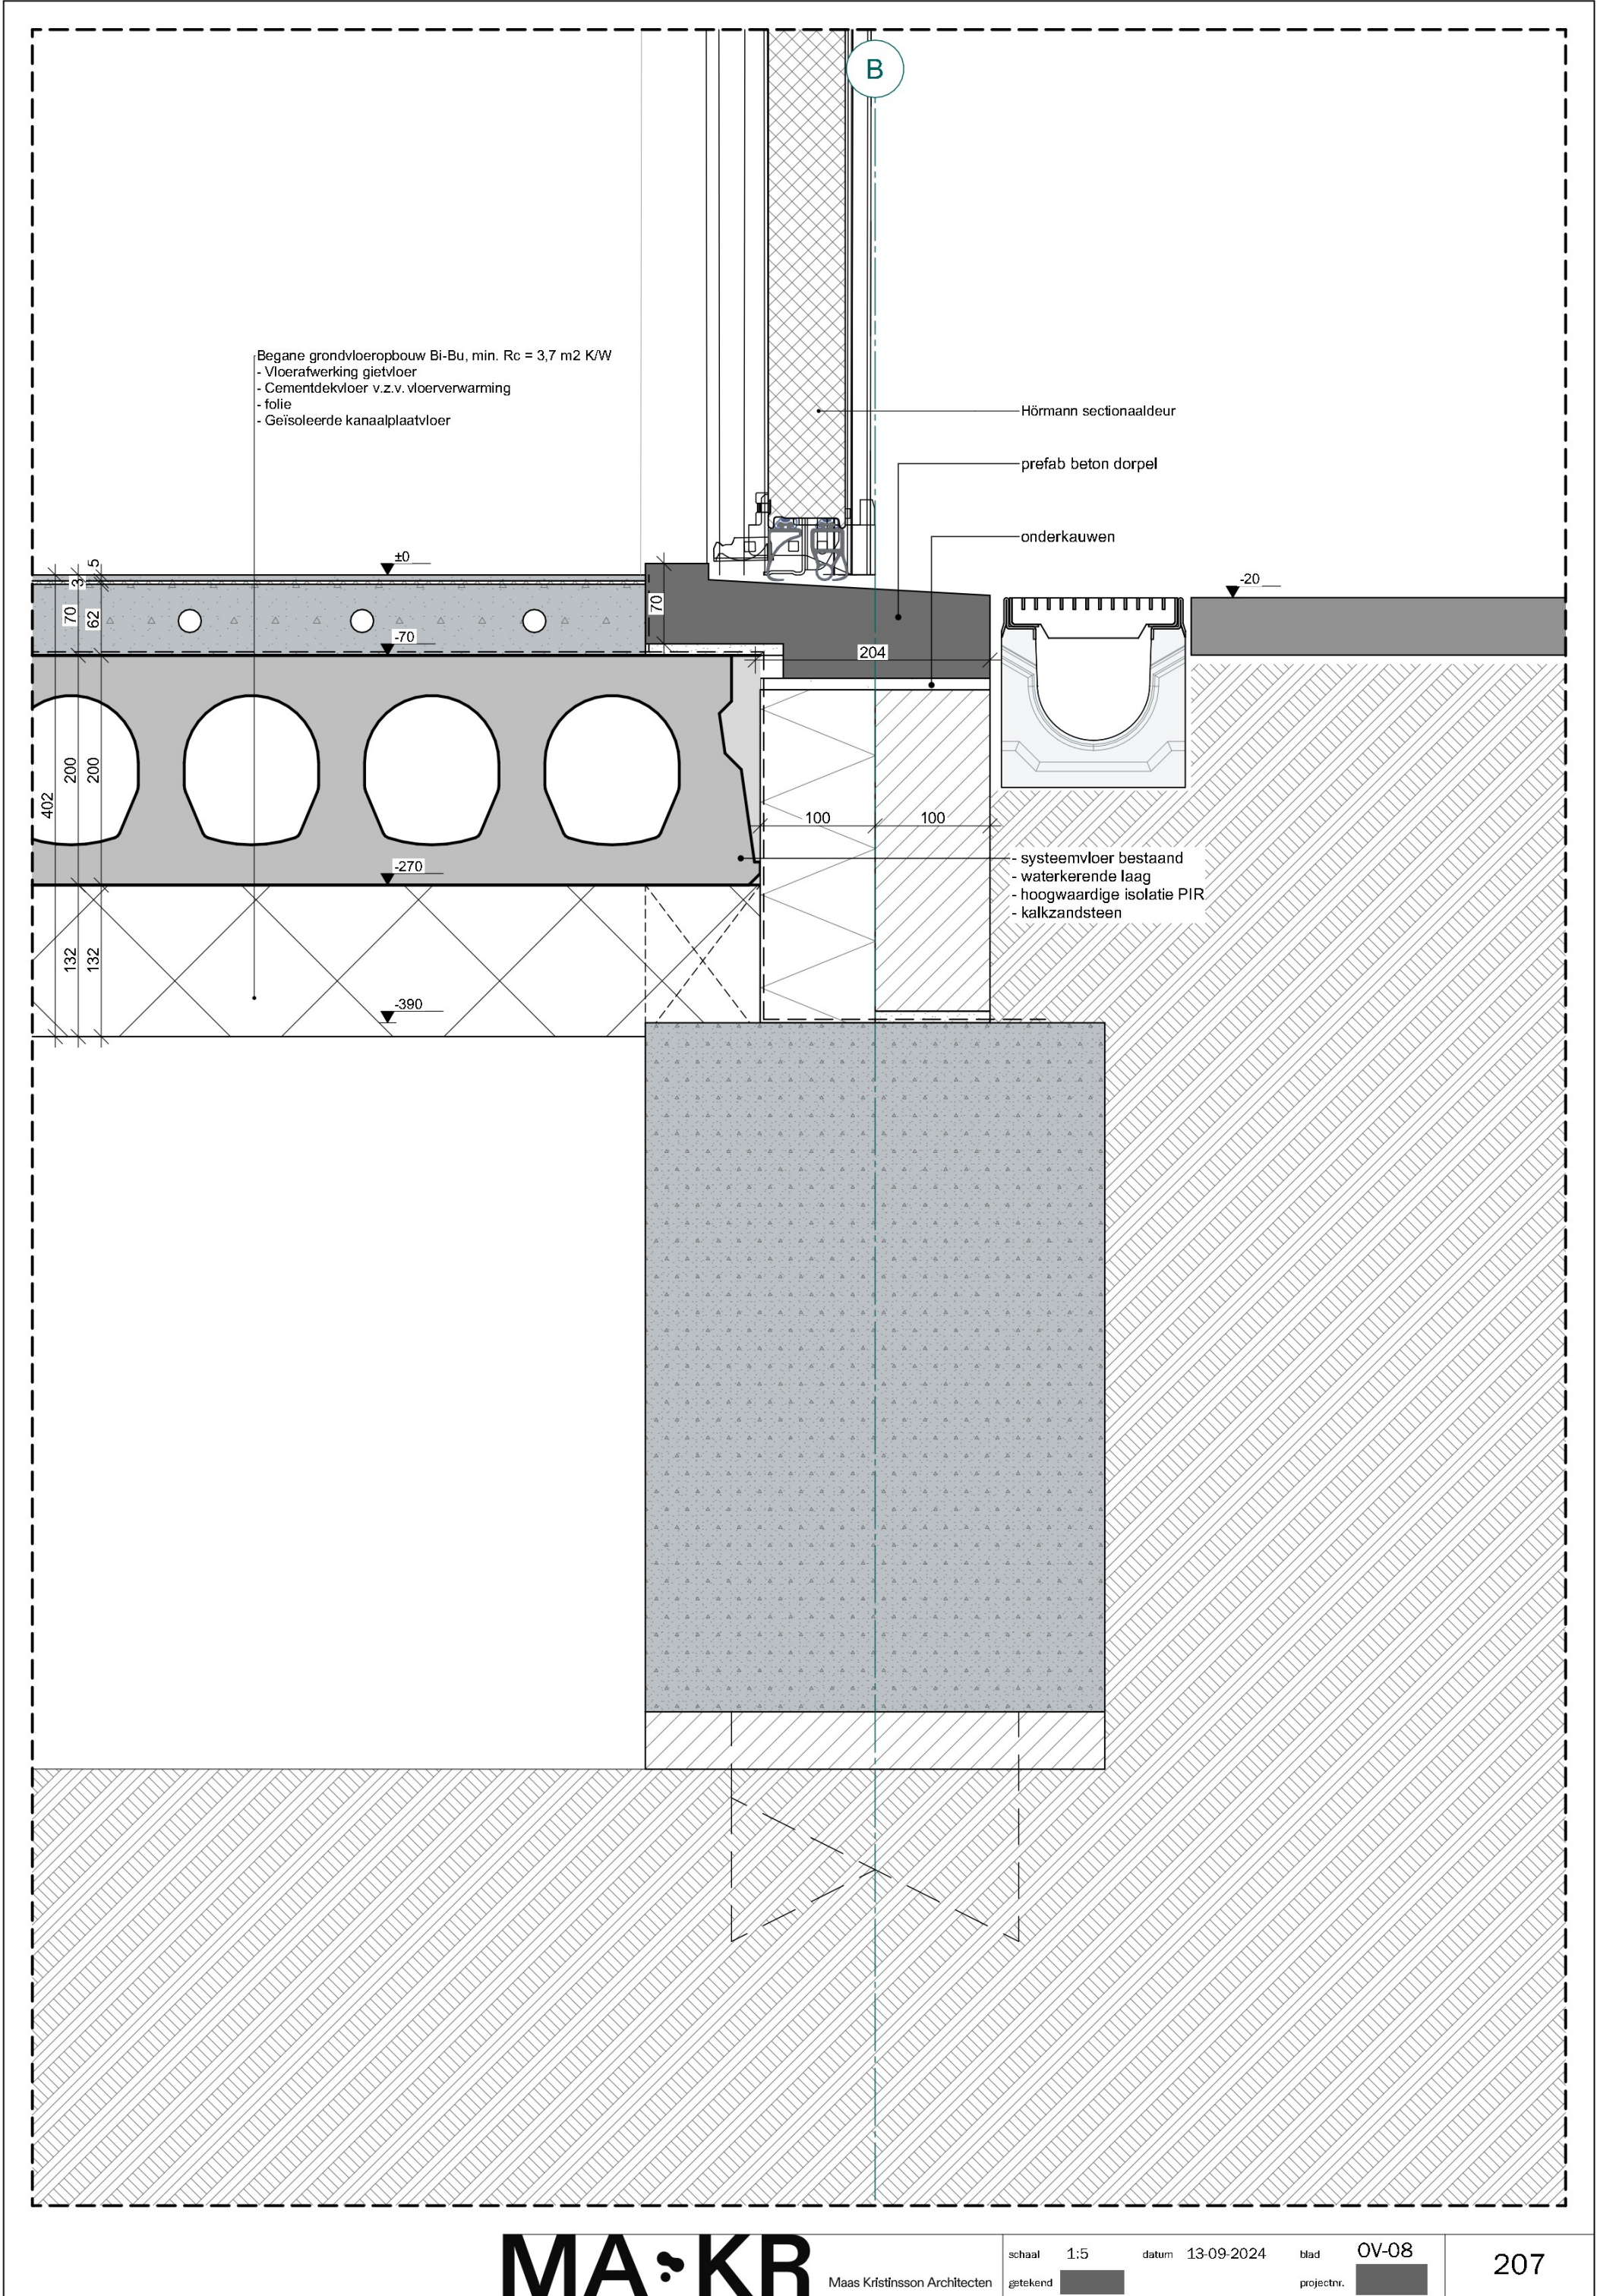 B
Begane grondvloeropbouw Bi-Bu, min. Rc = 3,7 m2 K/W
- Vloerafwerking gietvloer
- Cementdekvloer v.z.v. vloerverwarming
- folie
- Geïsoleerde kanaalplaatvloer
Hörmann sectionaaldeur
prefab beton dorpel
onderkauwen
±0
-20
5
3
70
62
70
-70
204
402
200
200
100
100
-270
- systeemvloer bestaand
- waterkerende laag
- hoogwaardige isolatie PIR
- kalkzandsteen
132
132
-390
MA KR
Maas Kristinsson Architecten
schaal 1:5 datum 13-09-2024 blad OV-08
getekend projectnr.
207